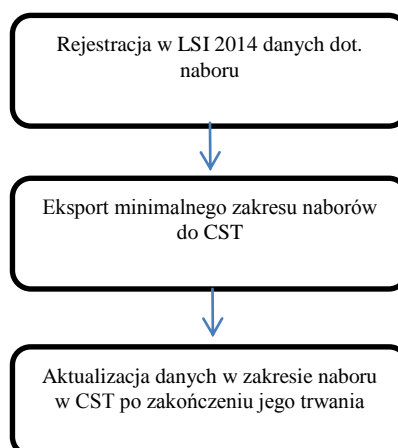 Rejestracja w LSI 2014 danych dot.
naboru
Eksport minimalnego zakresu naborów
do CST
Aktualizacja danych w zakresie naboru
w CST po zakończeniu jego trwania